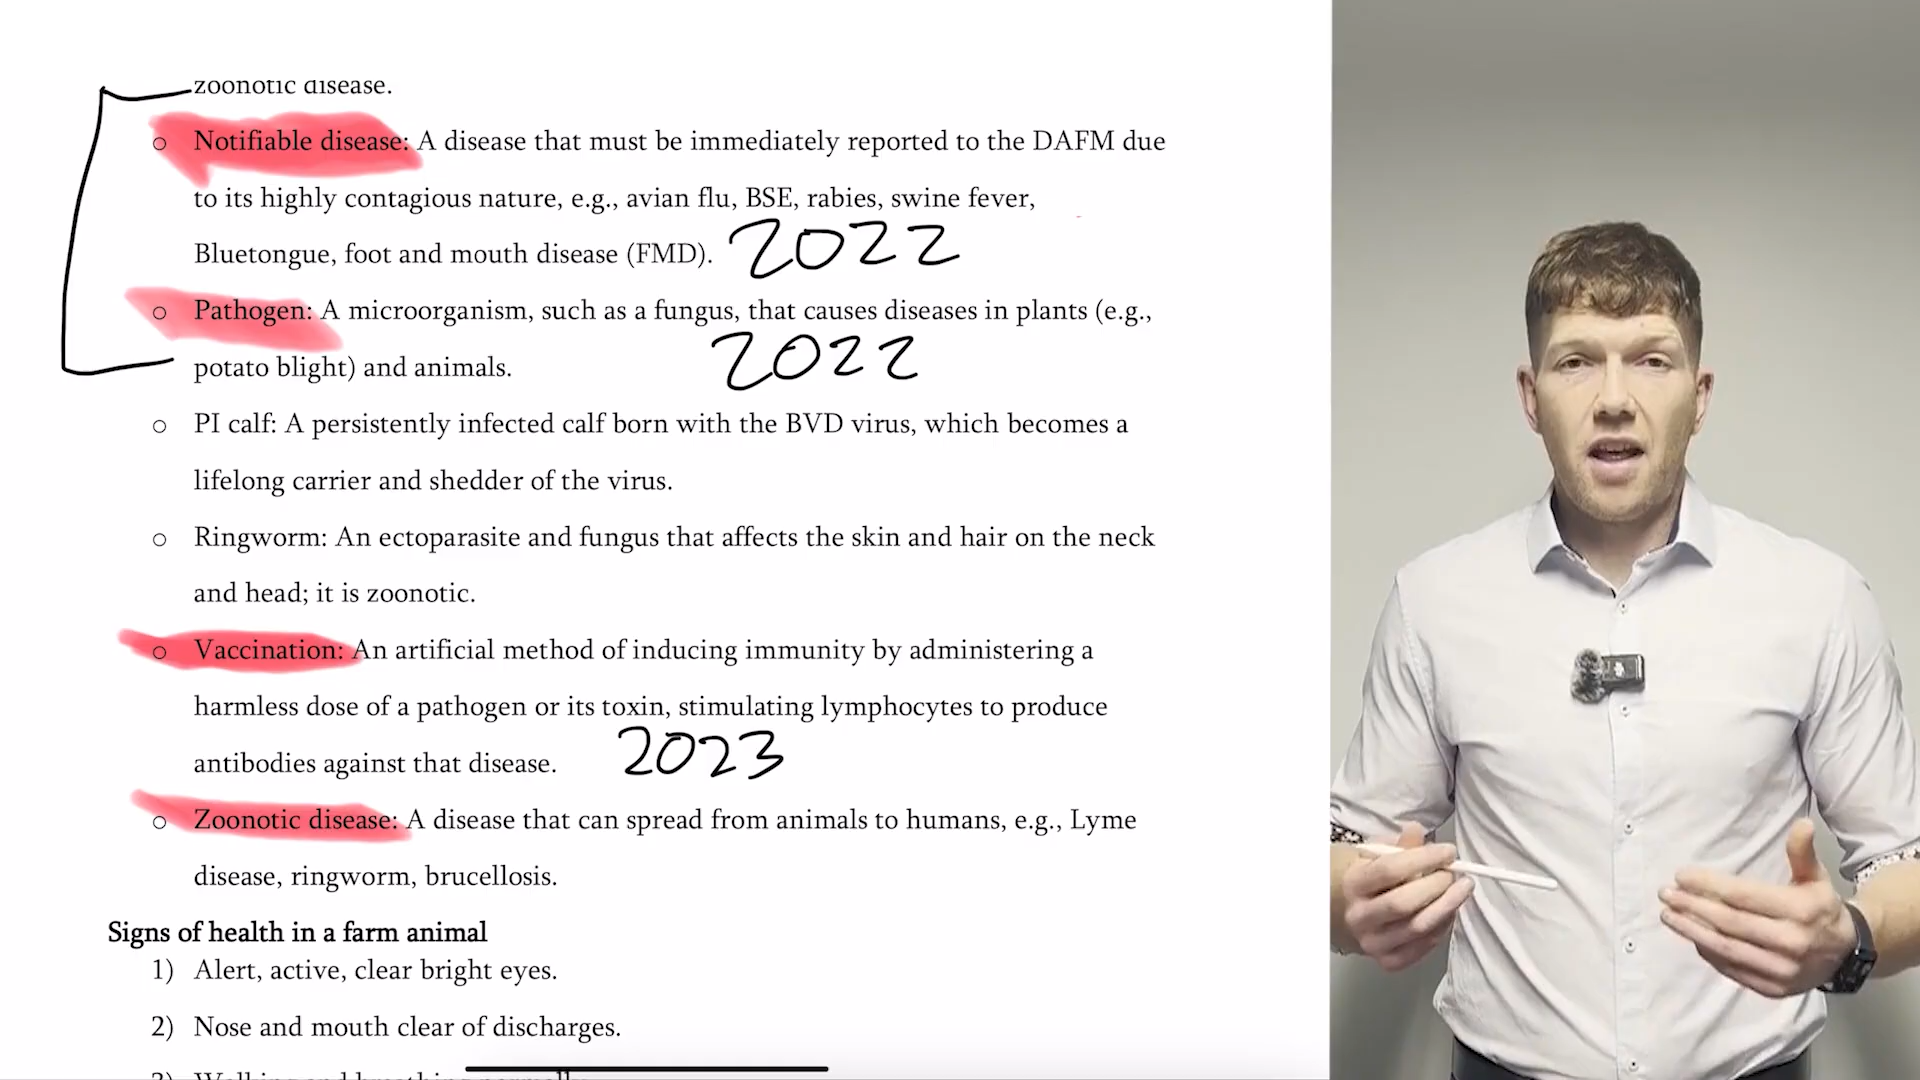 zoonotic disease.
o Notifiable disease: A disease that must be immediately reported to the DAFM due
to its highly contagious nature, e.g., avian flu, BSE, rabies, swine fever,
Bluetongue, foot and mouth disease (FMD). 2022
o Pathogen: A microorganism, such as a fungus, that causes diseases in plants (e.g.,
potato blight) and animals. 2022
o PI calf: A persistently infected calf born with the BVD virus, which becomes a
lifelong carrier and shedder of the virus.
o Ringworm: An ectoparasite and fungus that affects the skin and hair on the neck
and head; it is zoonotic.
o Vaccination: An artificial method of inducing immunity by administering a
harmless dose of a pathogen or its toxin, stimulating lymphocytes to produce
antibodies against that disease. 2023
o Zoonotic disease: A disease that can spread from animals to humans, e.g., Lyme
disease, ringworm, brucellosis.
Signs of health in a farm animal
1) Alert, active, clear bright eyes.
2) Nose and mouth clear of discharges.
3) Walking and breathing normally.